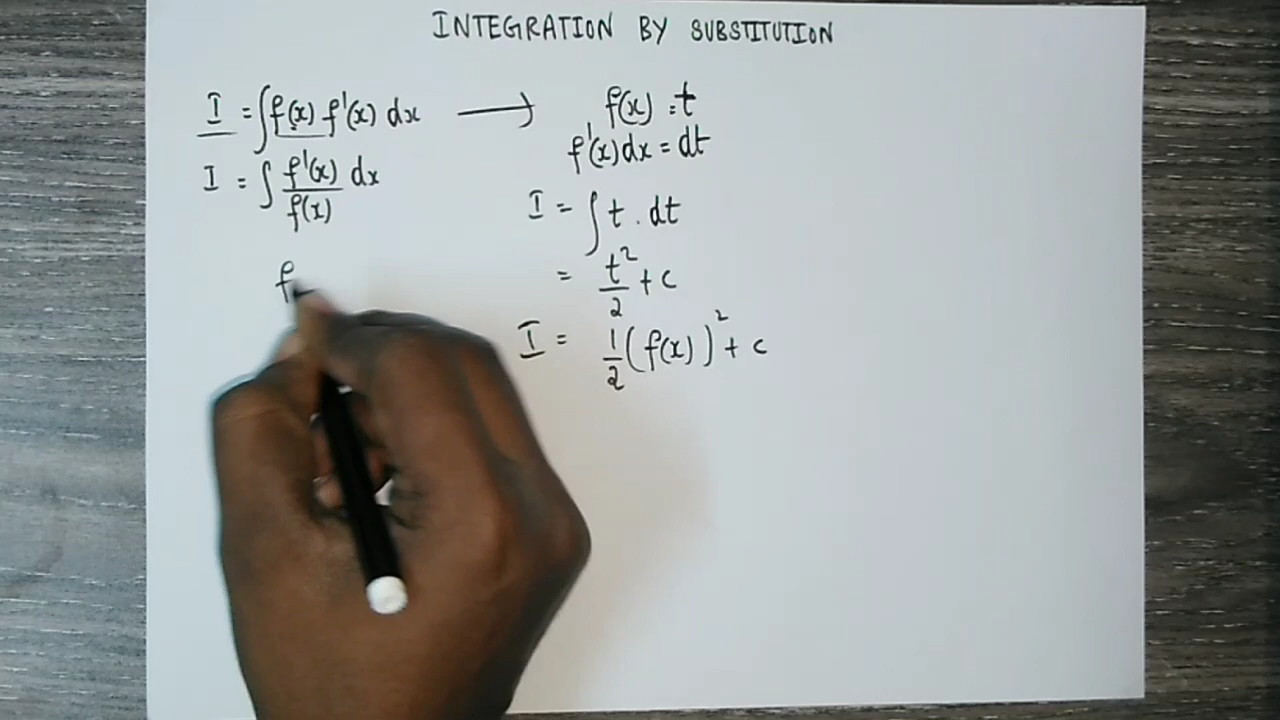 INTEGRATION BY SUBSTITUTION
I = ∫f(x) f'(x) dx ⟶ f(x) = t
f'(x)dx = dt
I = ∫ f'(x)/f(x) dx
I = ∫ t . dt
= t²/2 + c
I = 1/2 (f(x))² + c
f